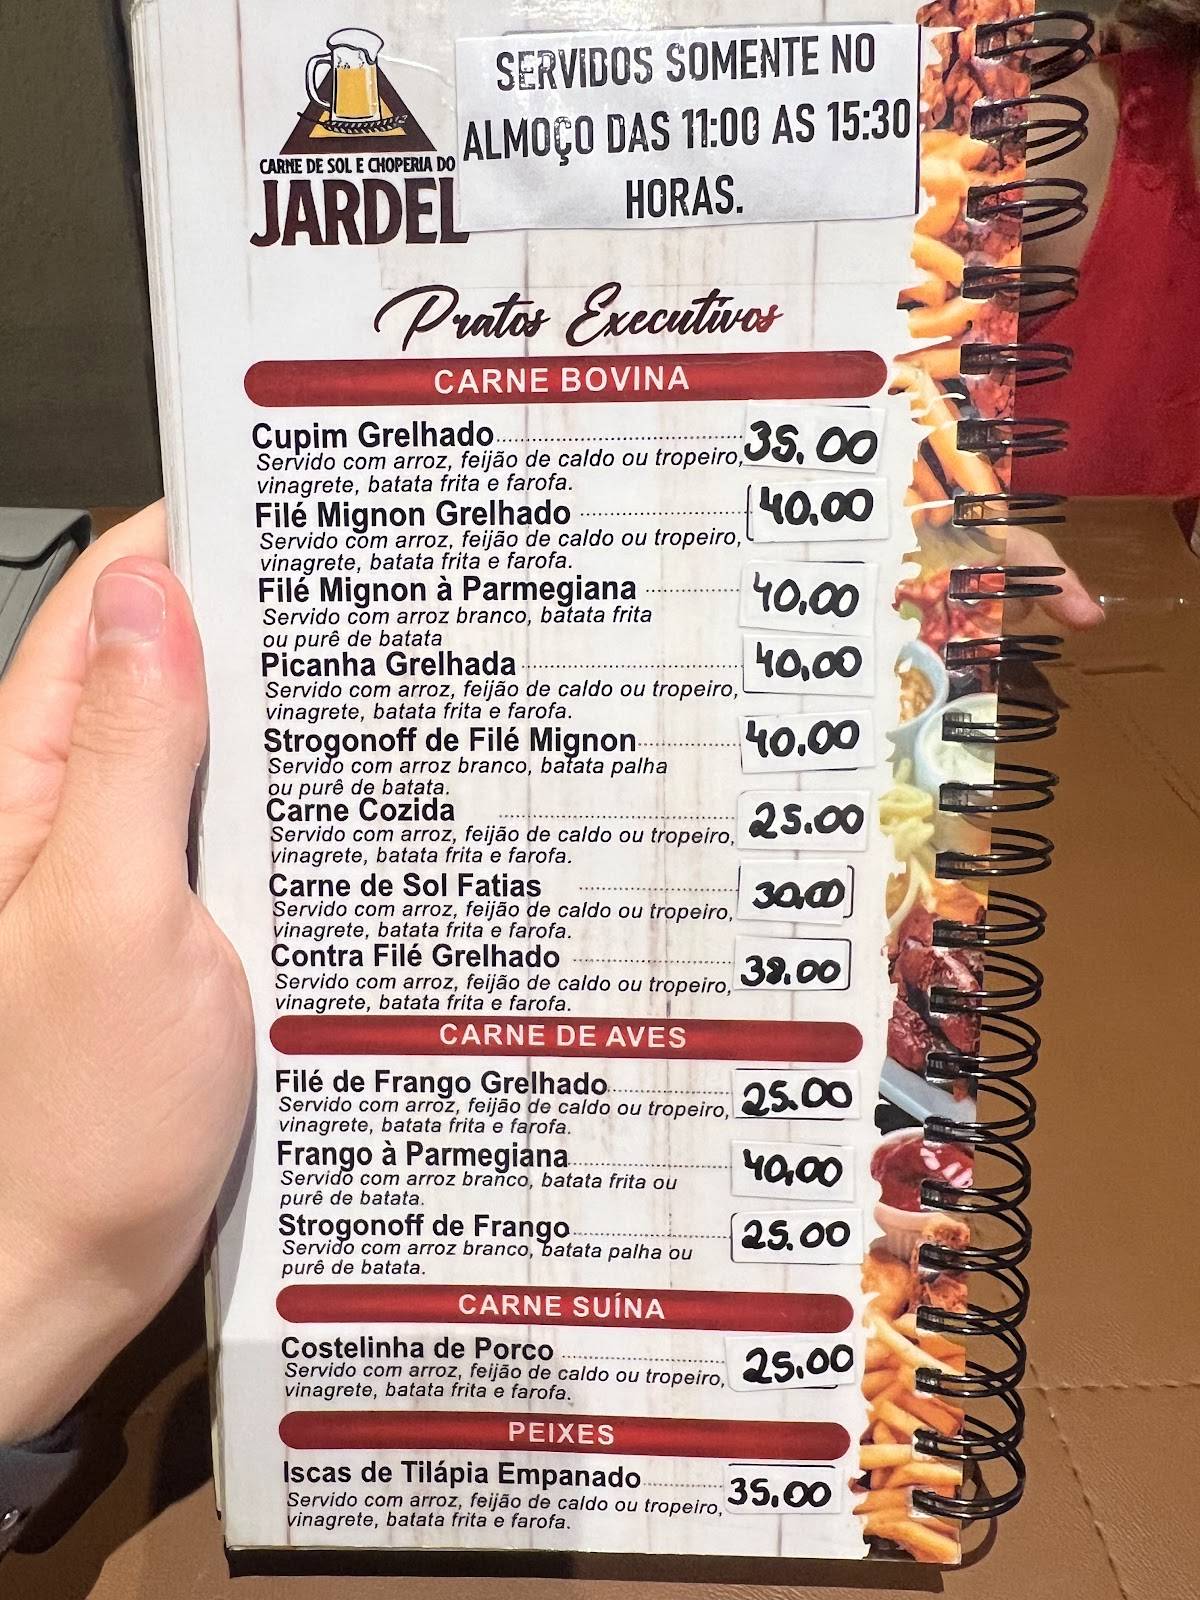 CARNE DE SOL E CHOPERIA DO
JARDEL
SERVIDOS SOMENTE NO
ALMOÇO DAS 11:00 AS 15:30
HORAS.
Pratos Executivos
CARNE BOVINA
Cupim Grelhado 35,00
Servido com arroz, feijão de caldo ou tropeiro,
vinagrete, batata frita e farofa.
Filé Mignon Grelhado 40,00
Servido com arroz, feijão de caldo ou tropeiro,
vinagrete, batata frita e farofa.
Filé Mignon à Parmegiana 40,00
Servido com arroz branco, batata frita
ou purê de batata
Picanha Grelhada 40,00
Servido com arroz, feijão de caldo ou tropeiro,
vinagrete, batata frita e farofa.
Strogonoff de Filé Mignon 40,00
Servido com arroz branco, batata palha
ou purê de batata.
Carne Cozida 25,00
Servido com arroz, feijão de caldo ou tropeiro,
vinagrete, batata frita e farofa.
Carne de Sol Fatias 30,00
Servido com arroz, feijão de caldo ou tropeiro,
vinagrete, batata frita e farofa.
Contra Filé Grelhado 38,00
Servido com arroz, feijão de caldo ou tropeiro,
vinagrete, batata frita e farofa.
CARNE DE AVES
Filé de Frango Grelhado 25,00
Servido com arroz, feijão de caldo ou tropeiro,
vinagrete, batata frita e farofa.
Frango à Parmegiana 40,00
Servido com arroz branco, batata frita ou
purê de batata.
Strogonoff de Frango 25,00
Servido com arroz branco, batata palha ou
purê de batata.
CARNE SUÍNA
Costelinha de Porco 25,00
Servido com arroz, feijão de caldo ou tropeiro,
vinagrete, batata frita e farofa.
PEIXES
Iscas de Tilápia Empanado 35,00
Servido com arroz, feijão de caldo ou tropeiro,
vinagrete, batata frita e farofa.